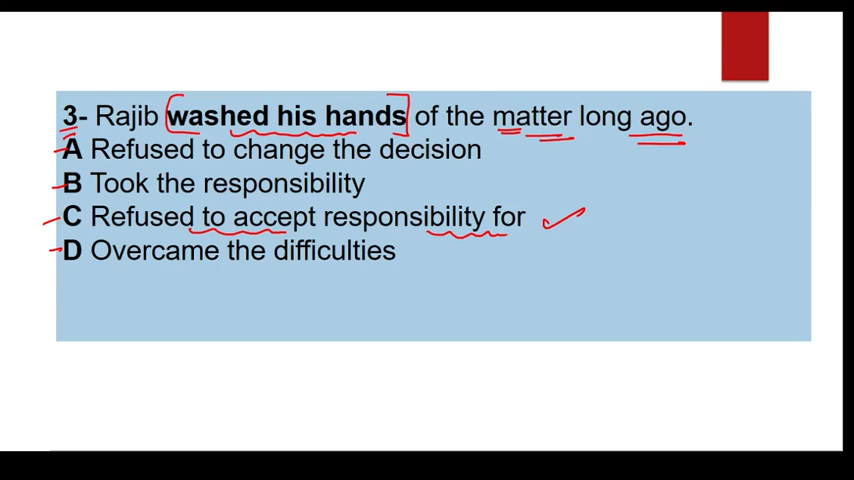 3- Rajib washed his hands of the matter long ago.
A Refused to change the decision
B Took the responsibility
C Refused to accept responsibility for
D Overcame the difficulties